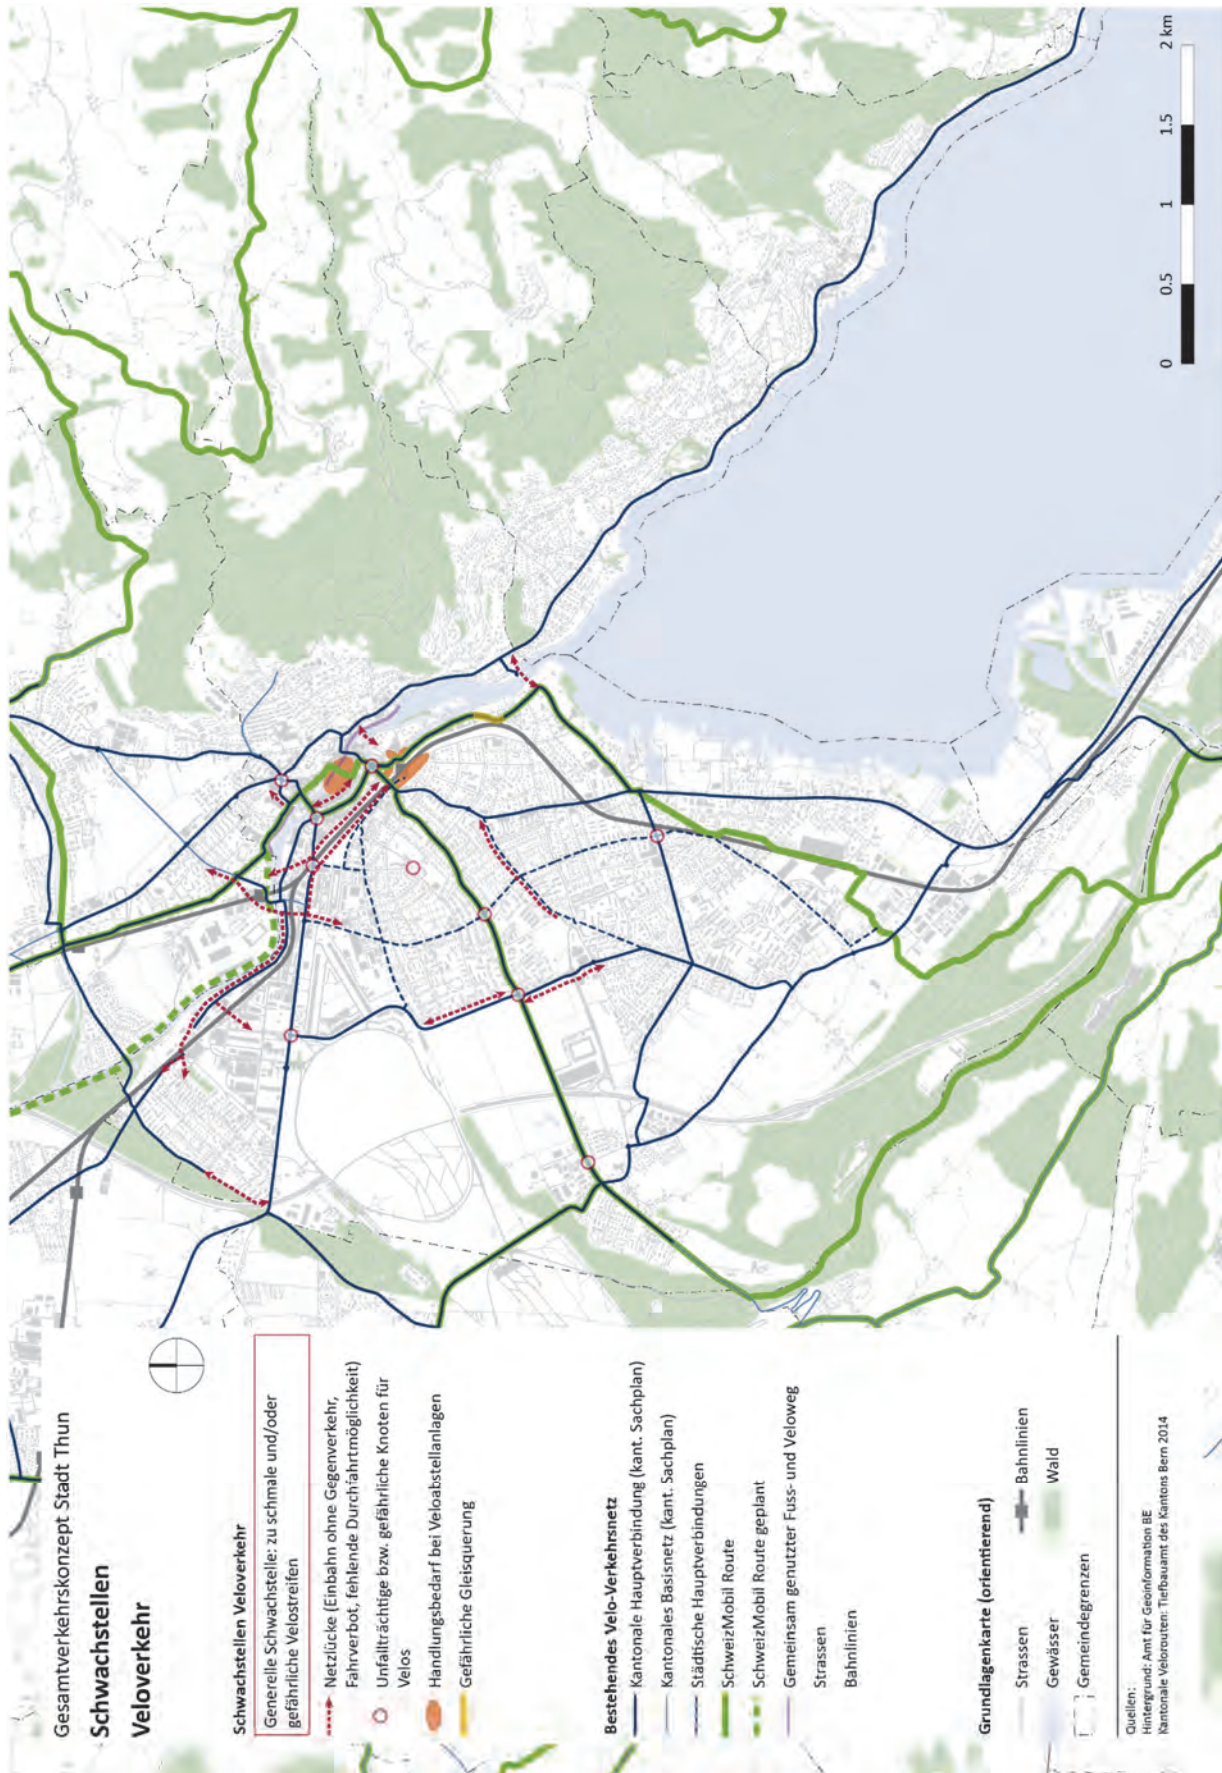 Gesamtverkehrskonzept Stadt Thun
Schwachstellen
Veloverkehr
Schwachstellen Veloverkehr
Generelle Schwachstelle: zu schmale und/oder
gefährliche Velostreifen
Netzlücke (Einbahn ohne Gegenverkehr,
Fahrverbot, fehlende Durchfahrtmöglichkeit)
Unfallträchtige bzw. gefährliche Knoten für
Velos
Handlungsbedarf bei Veloabstellanlagen
Gefährliche Gleisquerung
Bestehendes Velo-Verkehrsnetz
Kantonale Hauptverbindung (kant. Sachplan)
Kantonales Basisnetz (kant. Sachplan)
Städtische Hauptverbindungen
SchweizMobil Route
SchweizMobil Route geplant
Gemeinsam genutzter Fuss- und Veloweg
Strassen
Bahnlinien
Grundlagenkarte (orientierend)
Strassen
Gewässer
Gemeindegrenzen
Bahnlinien
Wald
Quellen:
Hintergrund: Amt für Geoinformation BE
Kantonale Velorouten: Tiefbauamt des Kantons Bern 2014
0 0.5 1 1.5 2 km